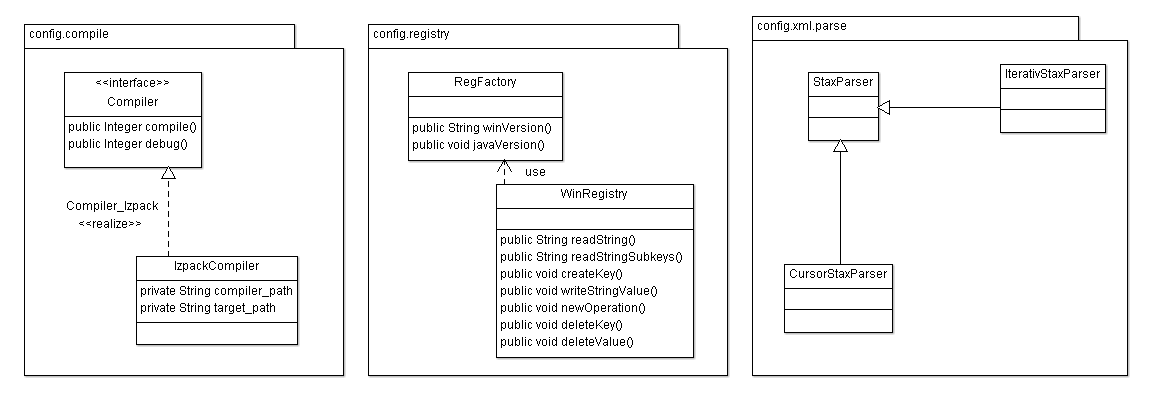 config.compile
<<interface>>
Compiler
public Integer compile()
public Integer debug()
Compiler_Izpack
<<realize>>
IzpackCompiler
private String compiler_path
private String target_path
config.registry
RegFactory
public String winVersion()
public void javaVersion()
use
WinRegistry
public String readString()
public String readStringSubkeys()
public void createKey()
public void writeStringValue()
public void newOperation()
public void deleteKey()
public void deleteValue()
config.xml.parse
StaxParser
IterativStaxParser
CursorStaxParser